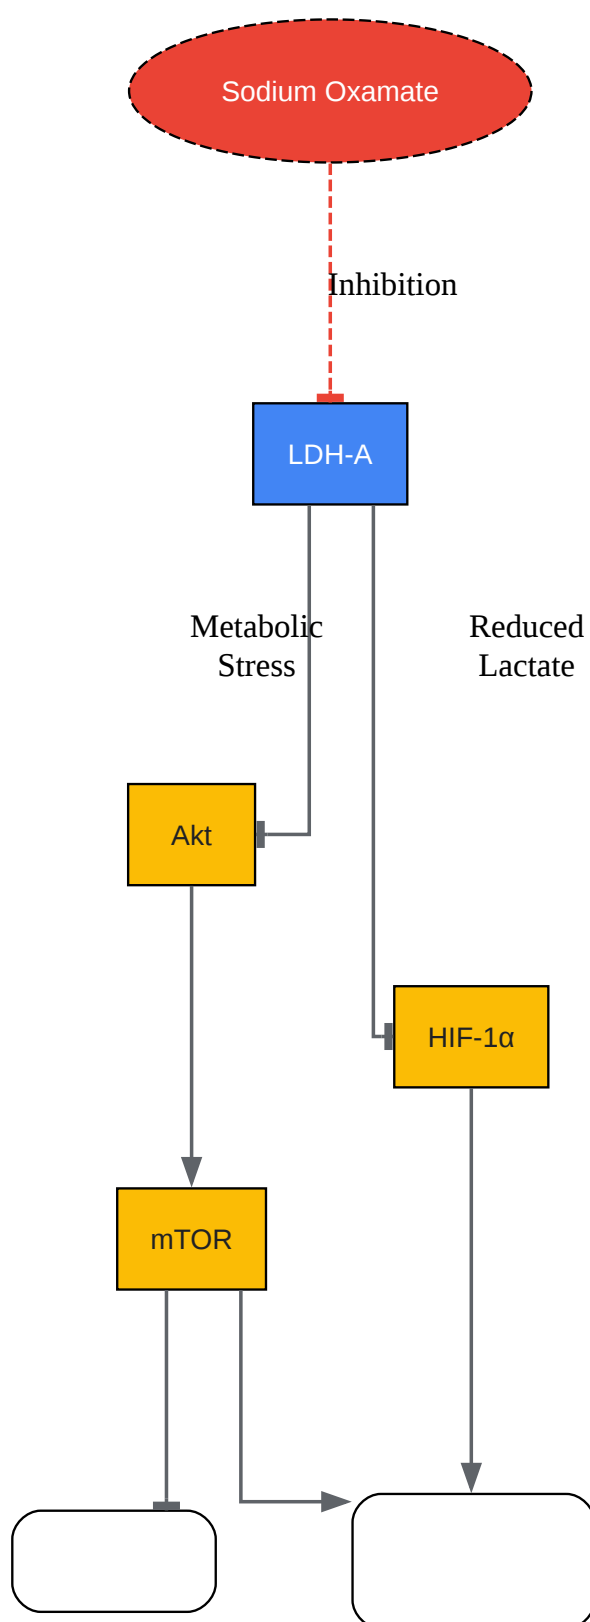 Sodium Oxamate
Inhibition
LDH-A
Metabolic
Stress
Reduced
Lactate
Akt
HIF-1α
mTOR